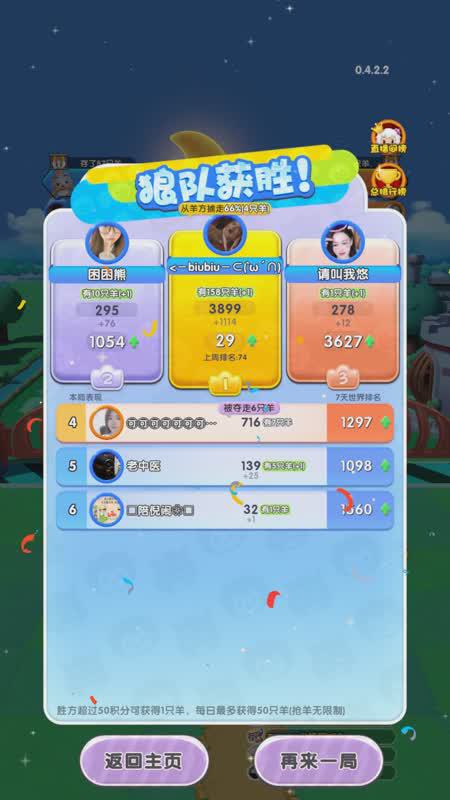 0.4.2.2
总榜行榜
狼队获胜!
从羊方掳走66%(4只羊)
困困熊
有10只羊(+1)
295
+76
1054
2
<－biubiu－⊂(´ω`∩)
有158只羊(+1)
3899
+1114
29
上周排名:74
1
请叫我悠
有1只羊(+1)
278
+12
3627
3
本局表现
7天世界排名
被夺走6只羊
4
716
1297
5
老中医
139
有5只羊(+1)
+25
1098
6
陪倪闹
32
有1只羊
+1
胜方超过50积分可获得1只羊，每日最多获得50只羊(抢羊无限制)
返回主页
再来一局